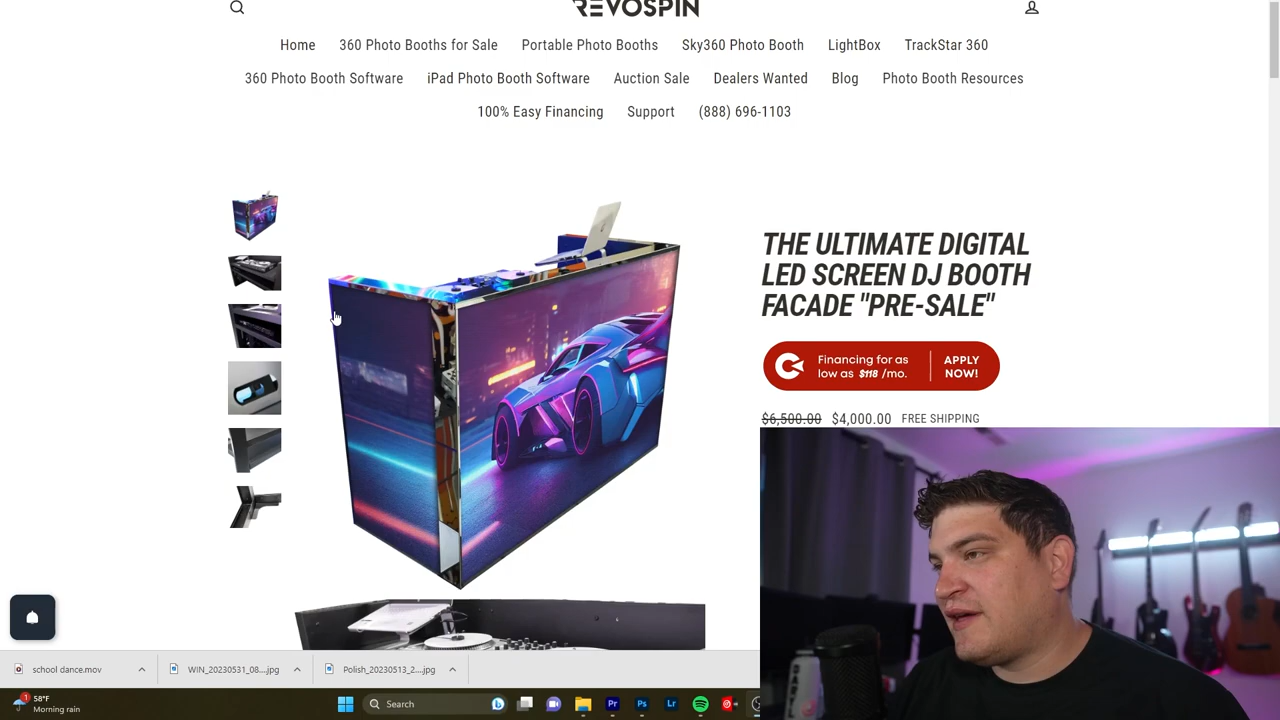 REVOSPIN
Home 360 Photo Booths for Sale Portable Photo Booths Sky360 Photo Booth LightBox TrackStar 360
360 Photo Booth Software iPad Photo Booth Software Auction Sale Dealers Wanted Blog Photo Booth Resources
100% Easy Financing Support (888) 696-1103
THE ULTIMATE DIGITAL
LED SCREEN DJ BOOTH
FACADE "PRE-SALE"
Financing for as
low as $118 /mo.
APPLY
NOW!
$6,500.00 $4,000.00 FREE SHIPPING
school dance.mov
WIN_20230531_08....jpg
Polish_20230513_2....jpg
1
58°F
Morning rain
Search
b
Pr
Ps
Lr